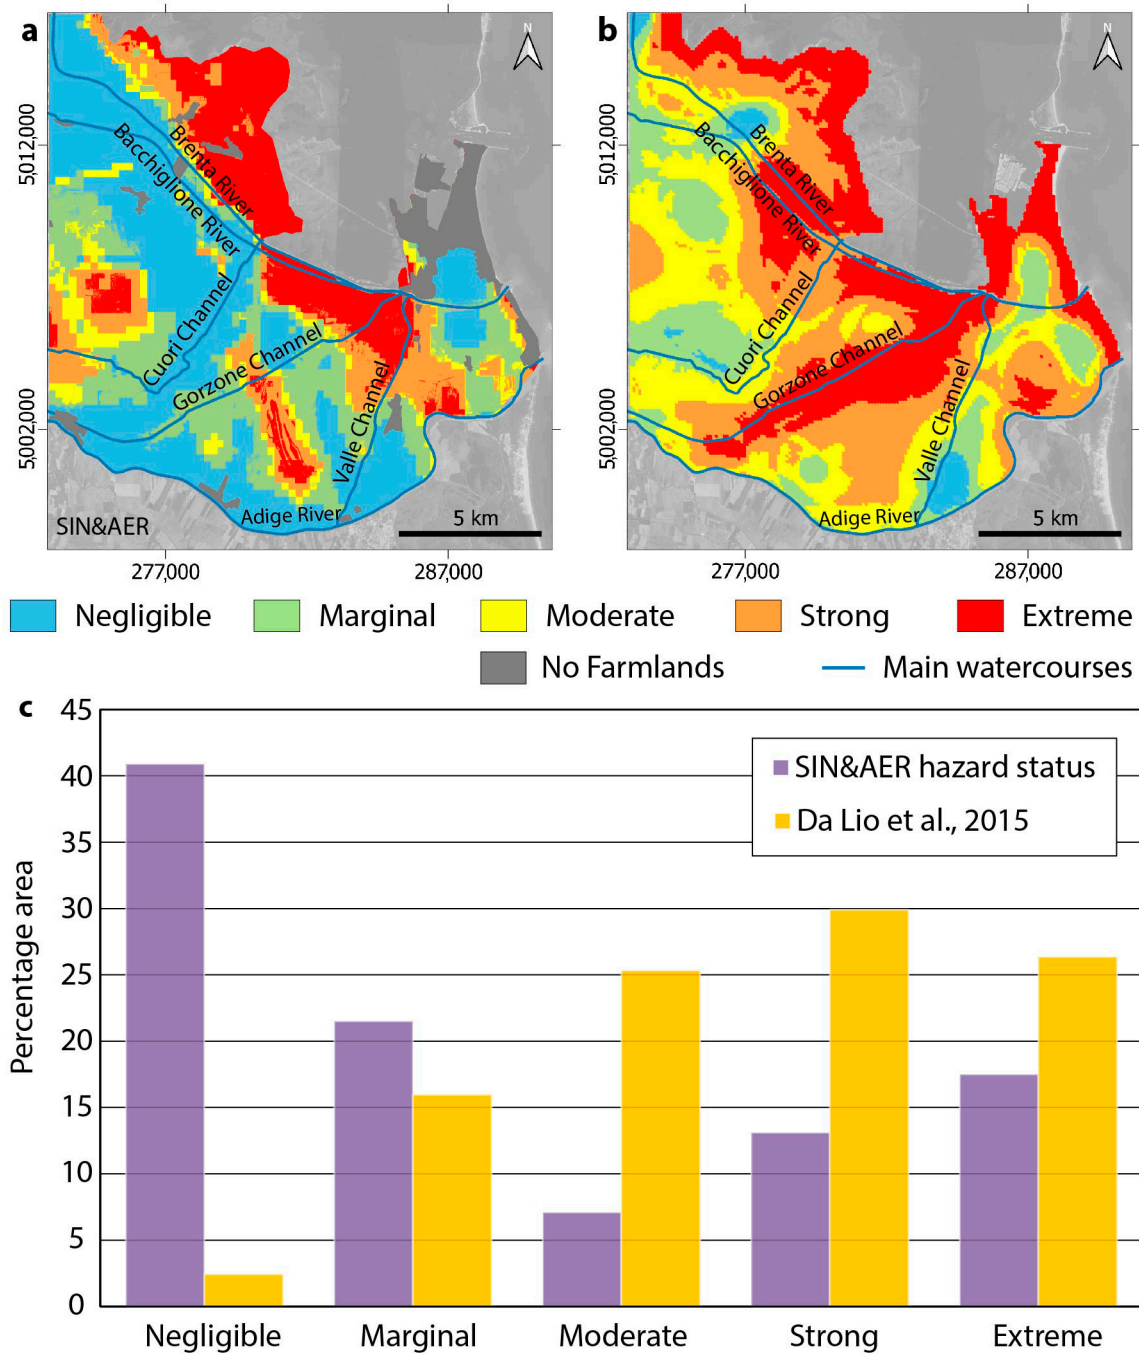 a
N
5,012,000
5,002,000
Brenta River
Bacchiglione River
Cuori Channel
Gorzone Channel
Valle Channel
Adige River
SIN&AER
5 km
277,000
287,000
b
N
5,012,000
5,002,000
Brenta River
Bacchiglione River
Cuori Channel
Gorzone Channel
Valle Channel
Adige River
5 km
277,000
287,000
Negligible Marginal Moderate Strong Extreme
No Farmlands Main watercourses
c
Percentage area
45
40
35
30
25
20
15
10
5
0
SIN&AER hazard status
Da Lio et al., 2015
Negligible Marginal Moderate Strong Extreme